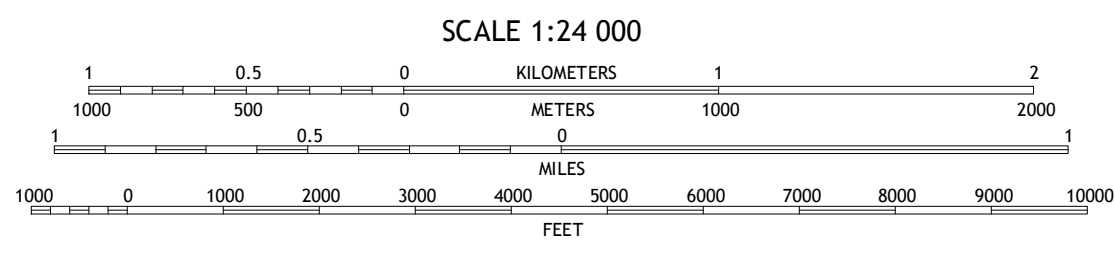 SCALE 1:24 000
1 0.5 0 KILOMETERS 1 2
1000 500 0 METERS 1000 2000
1 0.5 0 1
MILES
1000 0 1000 2000 3000 4000 5000 6000 7000 8000 9000 10000
FEET